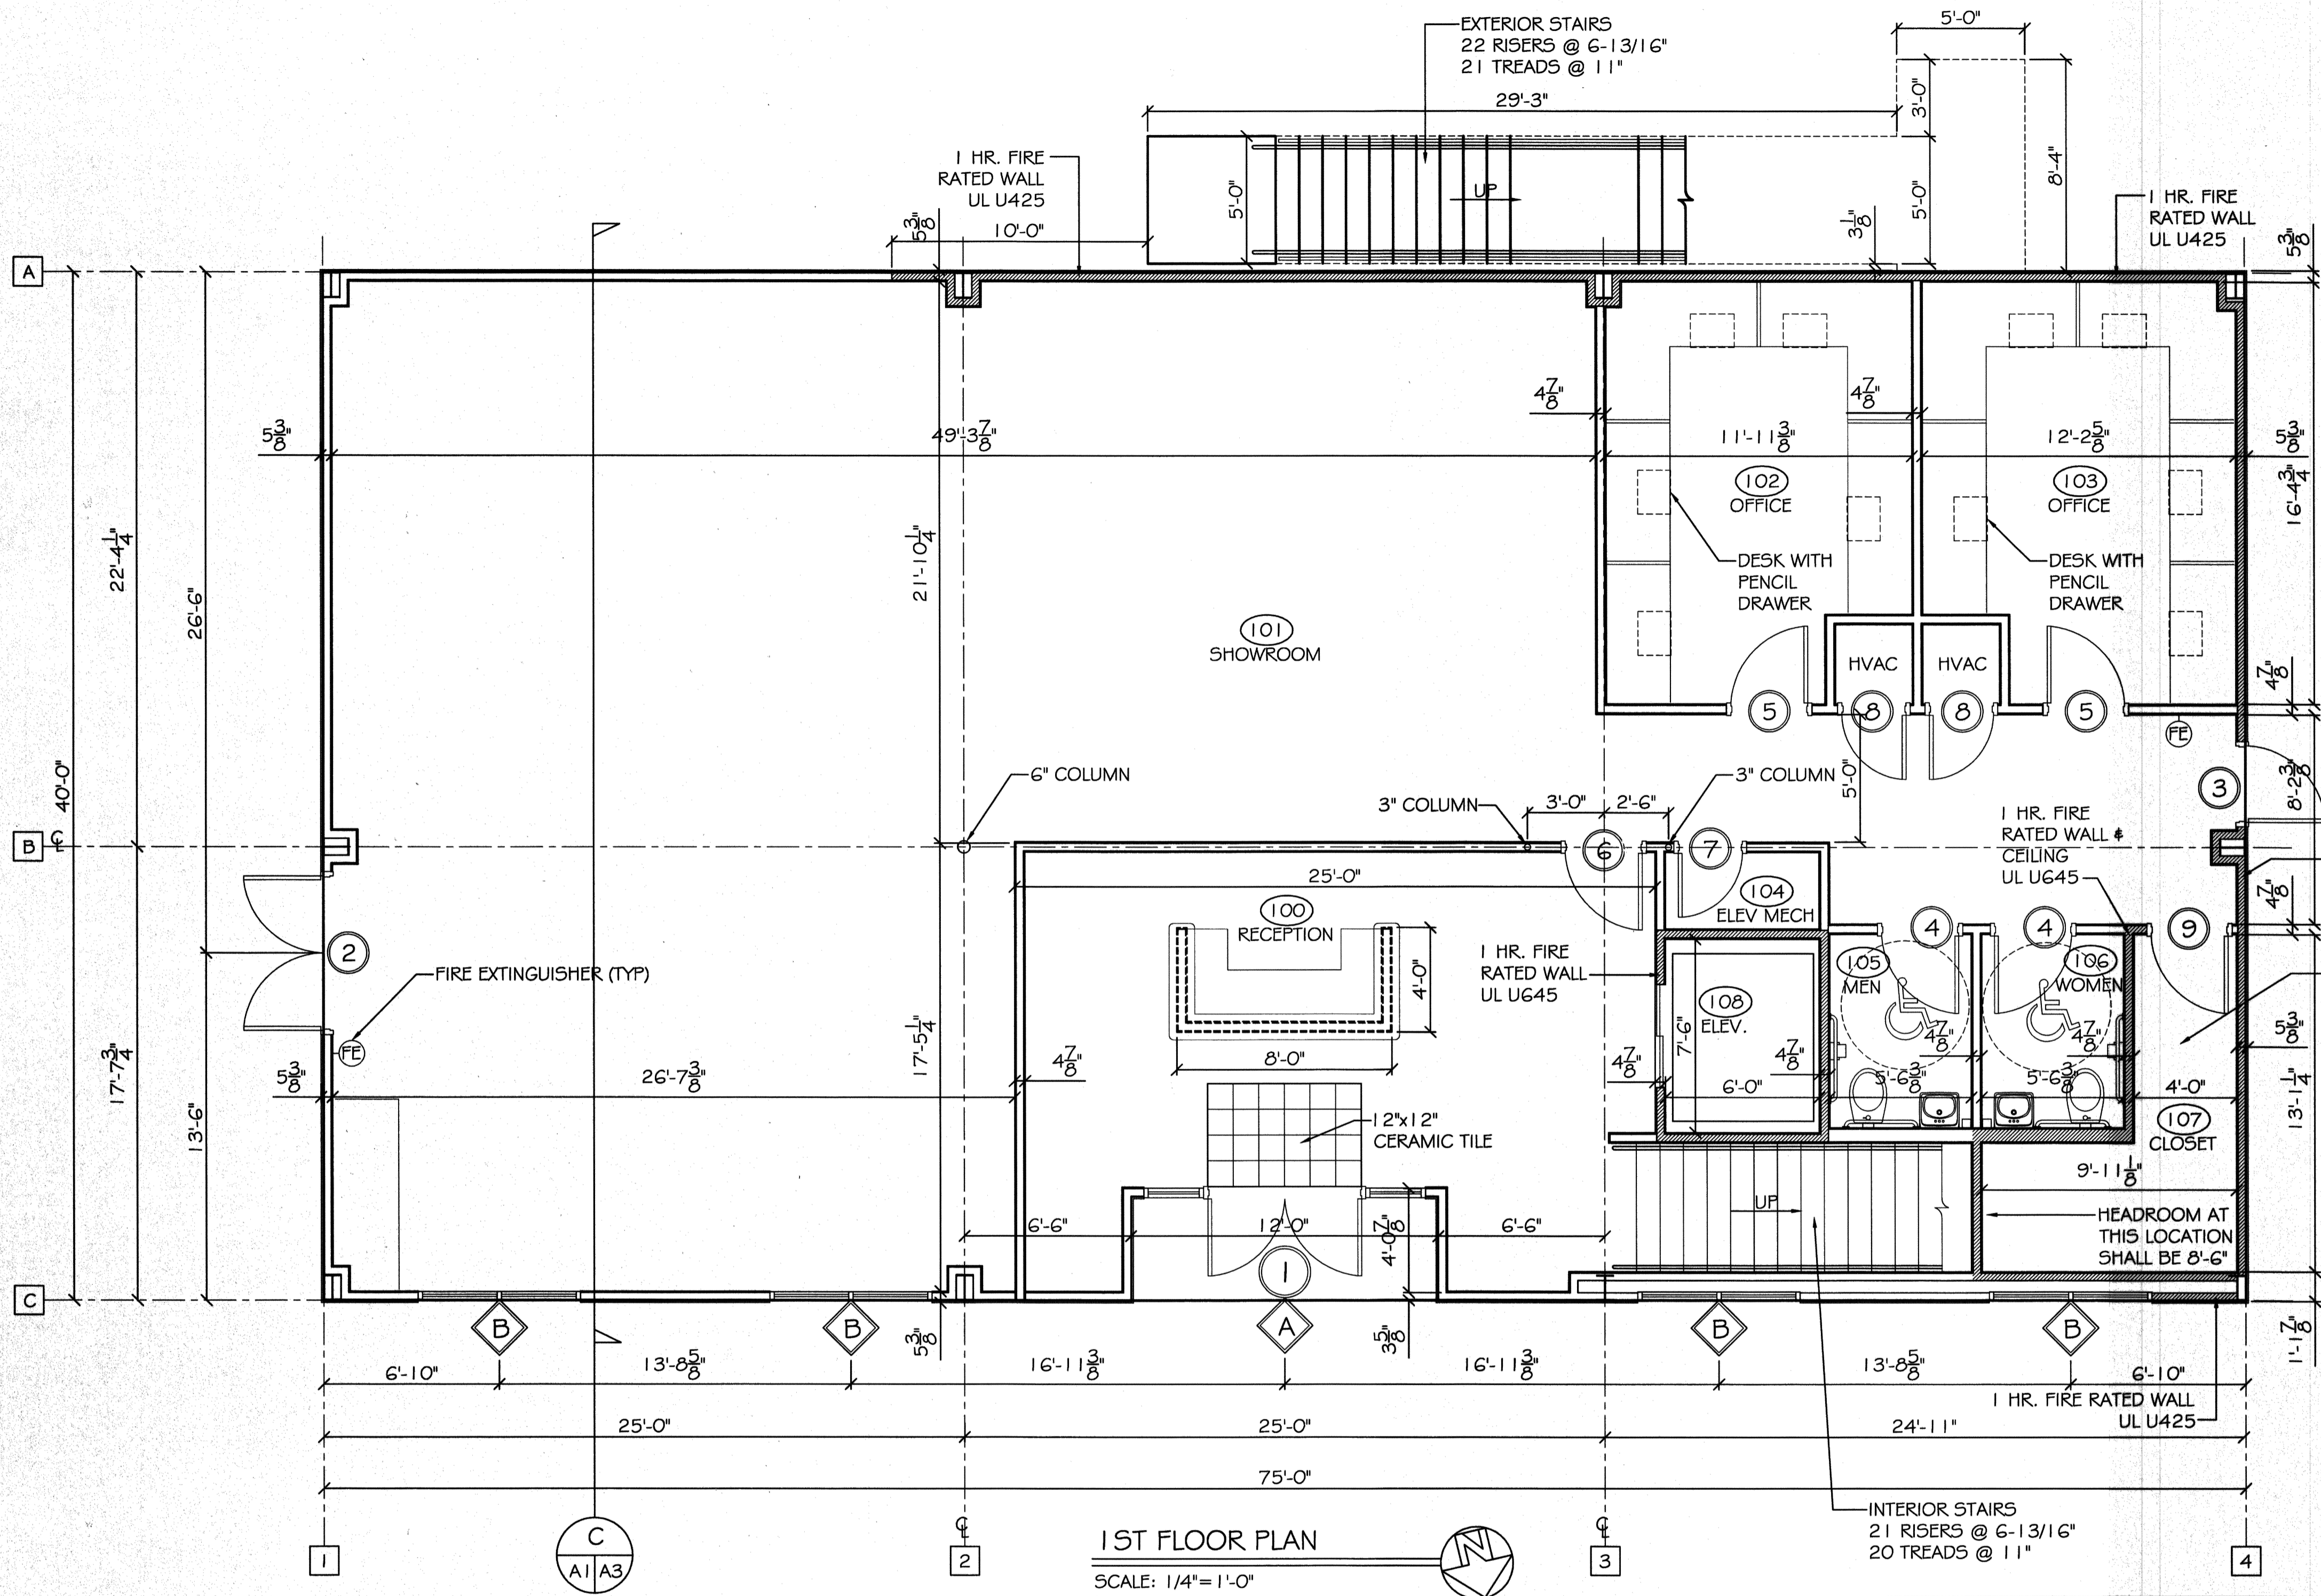 EXTERIOR STAIRS
22 RISERS @ 6-13/16"
21 TREADS @ 11"
5'-0"
29'-3"
3'-0"
8'-4"
5'-0"
5'-0"
UP
3 1/8"
1 HR. FIRE
RATED WALL
UL U425
5 3/8"
10'-0"
1 HR. FIRE
RATED WALL
UL U425
5 3/8"
A
5 3/8"
49'-3 7/8"
4 7/8"
4 7/8"
11'-11 3/8"
12'-2 5/8"
5 3/8"
16'-4 3/4"
102
OFFICE
103
OFFICE
DESK WITH
PENCIL
DRAWER
DESK WITH
PENCIL
DRAWER
22'-4 1/4"
26'-6"
21'-10 1/4"
101
SHOWROOM
HVAC
HVAC
4 7/8"
5
8
8
5
FE
40'-0"
6" COLUMN
3" COLUMN
3'-0"
2'-6"
3" COLUMN
5'-0"
3
8'-2 3/8"
1 HR. FIRE
RATED WALL &
CEILING
UL U645
B
6
7
25'-0"
104
ELEV MECH
4 7/8"
100
RECEPTION
4
4
9
2
FIRE EXTINGUISHER (TYP)
1 HR. FIRE
RATED WALL
UL U645
4'-0"
105
MEN
106
WOMEN
108
ELEV.
7'-6"
FE
17'-7 3/4"
13'-6"
17'-5 1/4"
5 3/8"
26'-7 3/8"
4 7/8"
8'-0"
4 7/8"
4 7/8"
6'-0"
4 7/8"
5'-6 3/8"
4 7/8"
5'-6 3/8"
4'-0"
5 3/8"
13'-1 1/4"
12"x12"
CERAMIC TILE
107
CLOSET
9'-11 1/8"
6'-6"
12'-0"
4'-0 7/8"
6'-6"
UP
HEADROOM AT
THIS LOCATION
SHALL BE 8'-6"
1
C
B
B
A
B
B
5 3/8"
3 5/8"
1'-1 7/8"
6'-10"
13'-8 5/8"
16'-11 3/8"
16'-11 3/8"
13'-8 5/8"
6'-10"
1 HR. FIRE RATED WALL
UL U425
25'-0"
25'-0"
24'-11"
75'-0"
INTERIOR STAIRS
21 RISERS @ 6-13/16"
20 TREADS @ 11"
1
C
A1 A3
2
1ST FLOOR PLAN
SCALE: 1/4"= 1'-0"
N
3
4